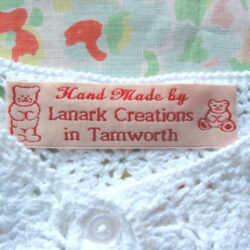 Hand Made by
Lanark Creations
in Tamworth